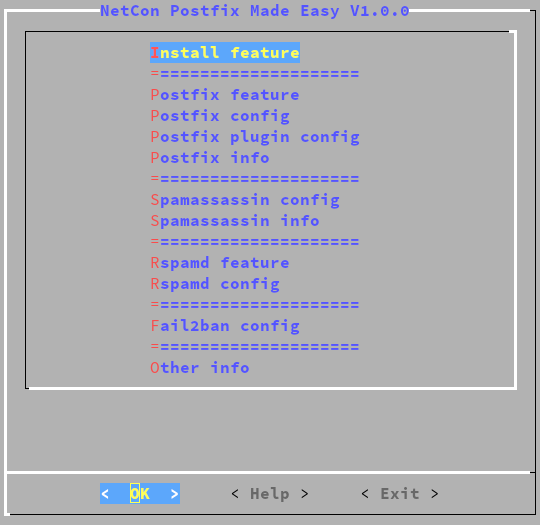 NetCon Postfix Made Easy V1.0.0
Install feature
=====================
Postfix feature
Postfix config
Postfix plugin config
Postfix info
=====================
Spamassassin config
Spamassassin info
=====================
Rspamd feature
Rspamd config
=====================
Fail2ban config
=====================
Other info
<  OK  > < Help > < Exit >